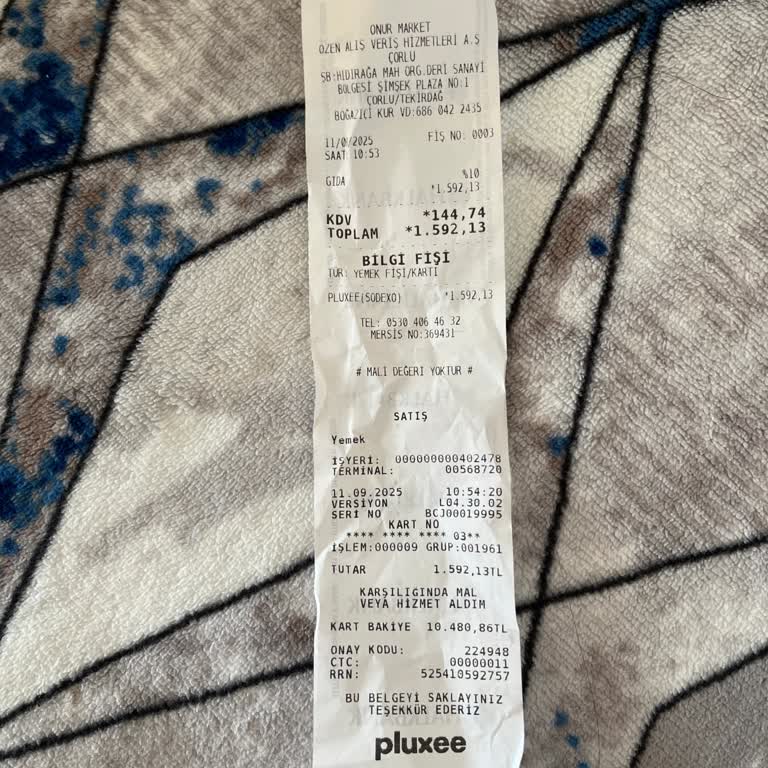 ONUR MARKET
ÖZEN ALIŞ VERİŞ HİZMETLERİ A.Ş
ÇORLU
ŞB:HIDIRAĞA MAH ORG.DERİ SANAYİ
BÖLGESİ ŞİMŞEK PLAZA NO:1
ÇORLU/TEKİRDAĞ
BOĞAZİÇİ KUR VD:686 042 2435
11/09/2025 FİŞ NO: 0003
SAAT 10:53
GIDA %10
*1.592,13
KDV *144,74
TOPLAM *1.592,13
BİLGİ FİŞİ
TÜR: YEMEK FİŞİ/KARTI
PLUXEE(SODEXO) *1.592,13
TEL: 0530 406 46 32
MERSİS NO:369431
# MALİ DEĞERİ YOKTUR #
SATIŞ
Yemek
İŞYERİ: 000000000402478
TERMİNAL: 00568720
11.09.2025 10:54:20
VERSİYON L04.30.02
SERİ NO BCJ00019995
KART NO
**** **** **** 03**
İŞLEM:000009 GRUP:001961
TUTAR 1.592,13TL
KARŞILIĞINDA MAL
VEYA HİZMET ALDIM
KART BAKİYE 10.480,86TL
ONAY KODU: 224948
CTC: 00000011
RRN: 525410592757
BU BELGEYİ SAKLAYINIZ
TEŞEKKÜR EDERİZ
pluxee